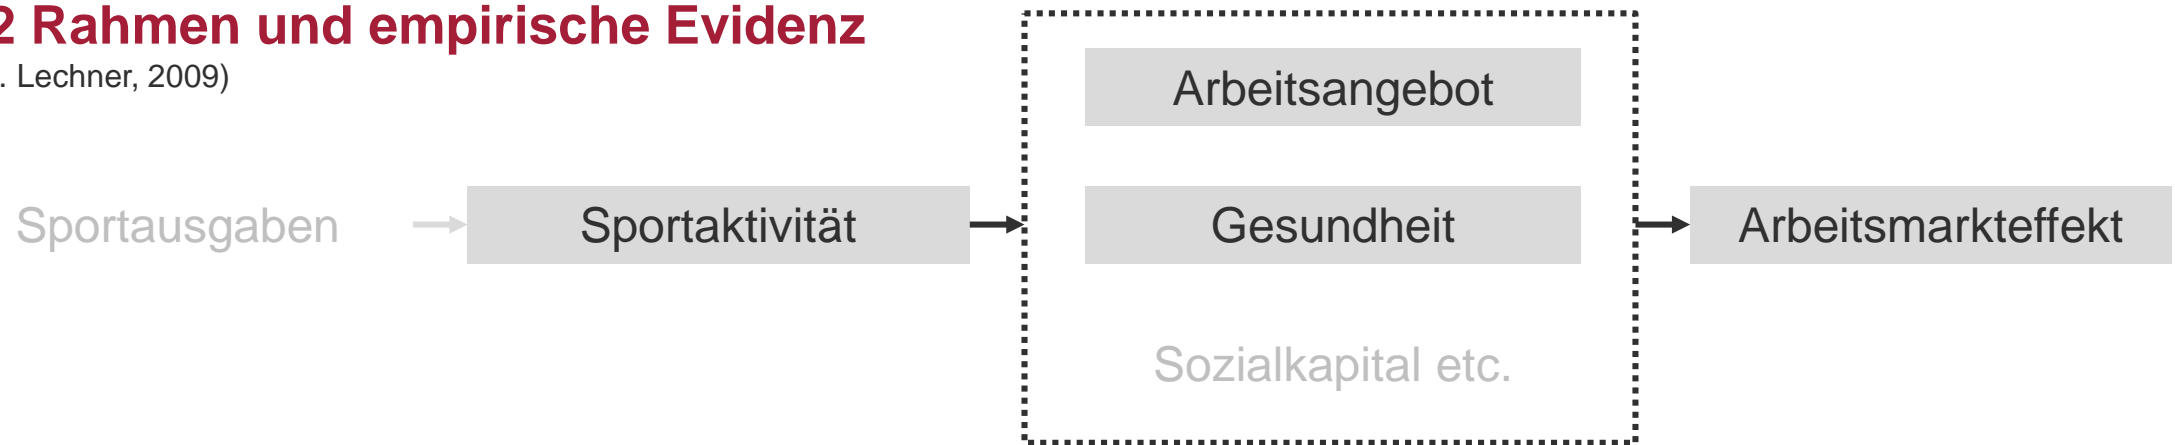 2 Rahmen und empirische Evidenz
. Lechner, 2009)
Arbeitsangebot
Sportausgaben
Sportaktivität
Gesundheit
Arbeitsmarkteffekt
Sozialkapital etc.